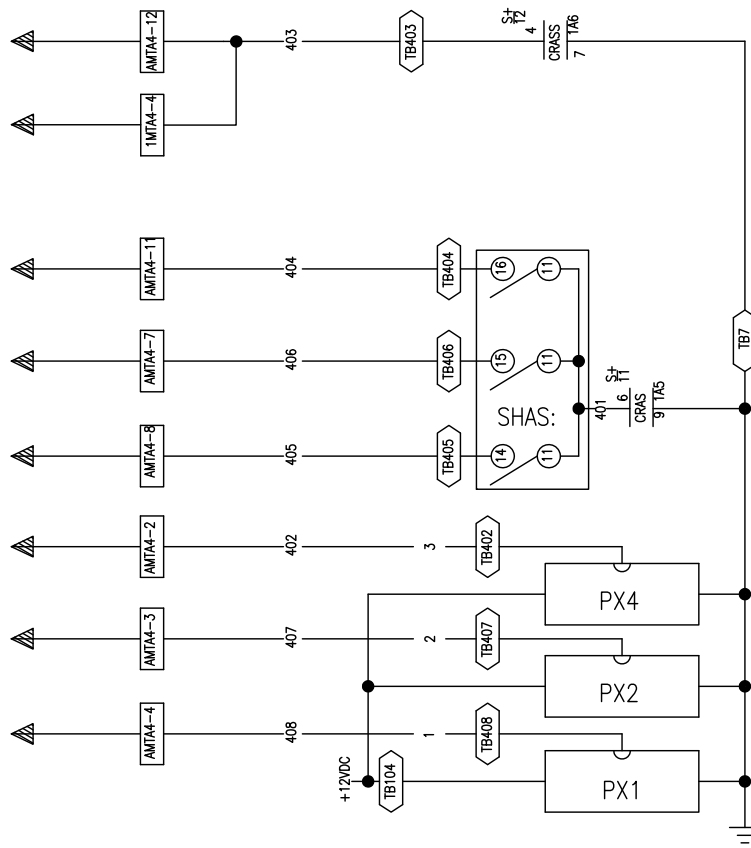 AMTA4-12
403
TB403
S+
12
4
CRASS
1A6
7
1MTA4-4
AMTA4-11
404
TB404
16
11
AMTA4-7
406
TB406
15
11
TB7
SHAS:
401
S+
11
6
CRAS
1A5
9
AMTA4-8
405
TB405
14
11
AMTA4-2
402
3
TB402
PX4
AMTA4-3
407
2
TB407
PX2
AMTA4-4
408
1
TB408
+12VDC
TB104
PX1